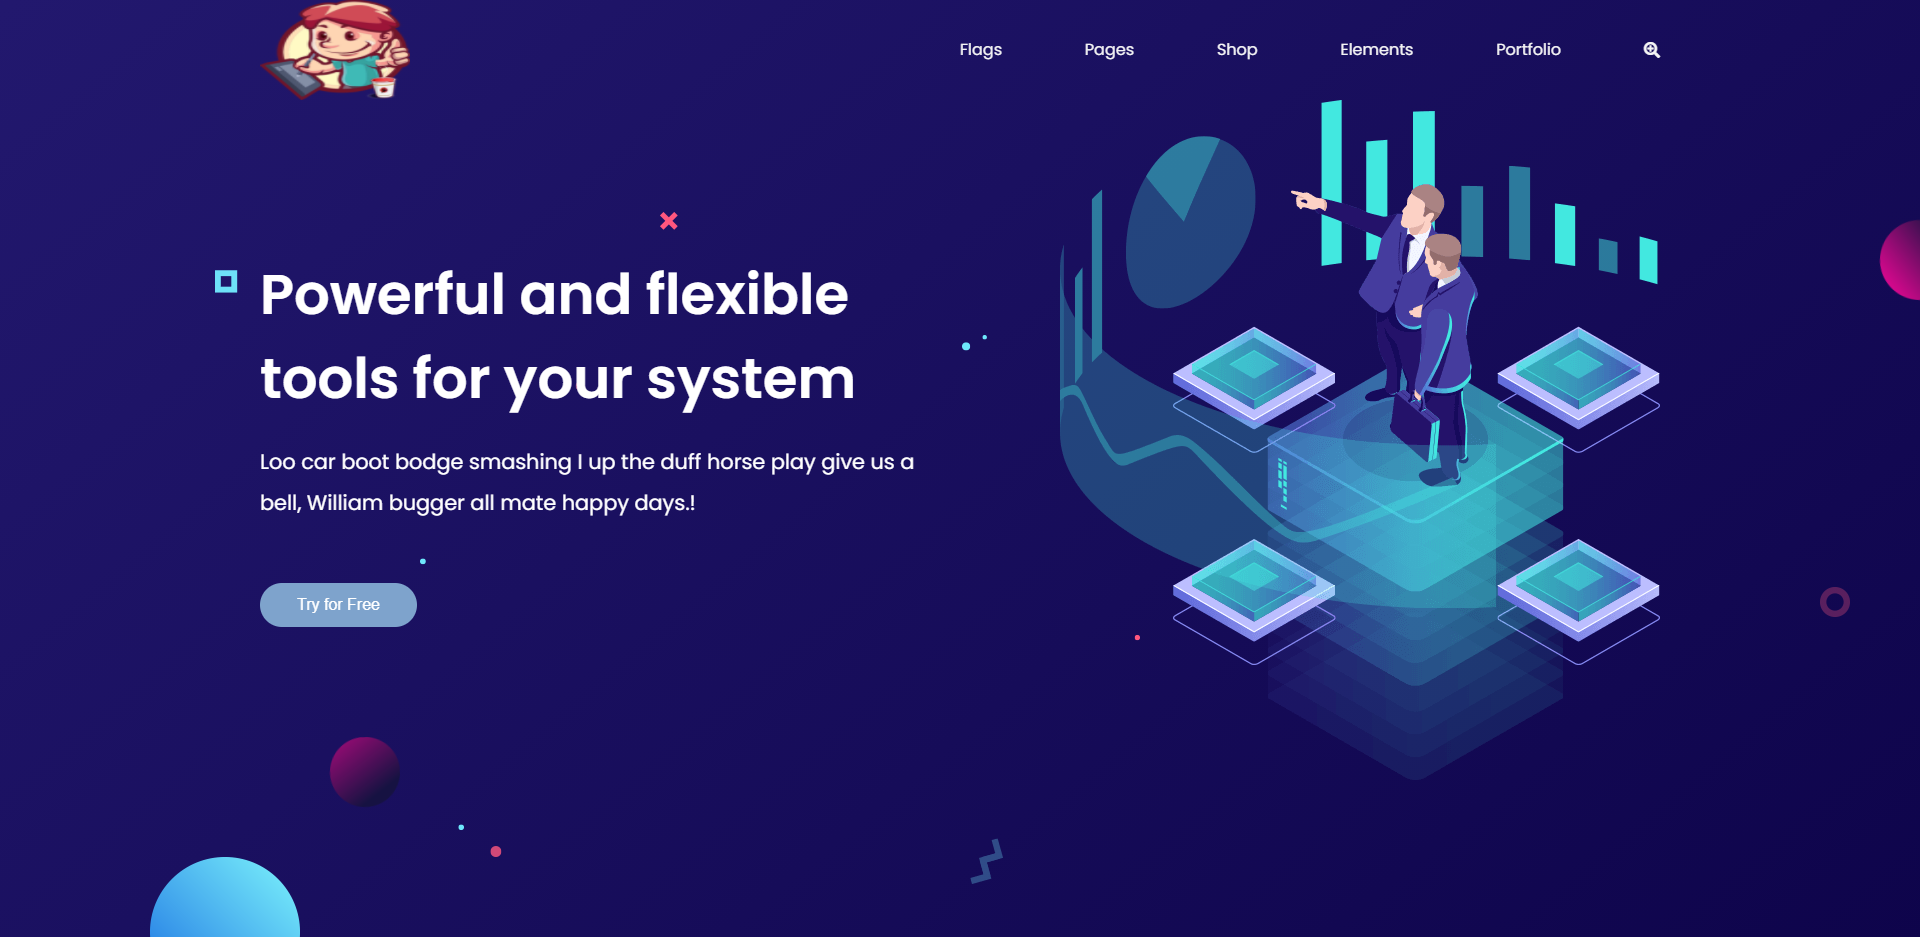 Flags Pages Shop Elements Portfolio
Powerful and flexible
tools for your system
Loo car boot bodge smashing I up the duff horse play give us a
bell, William bugger all mate happy days.!
Try for Free